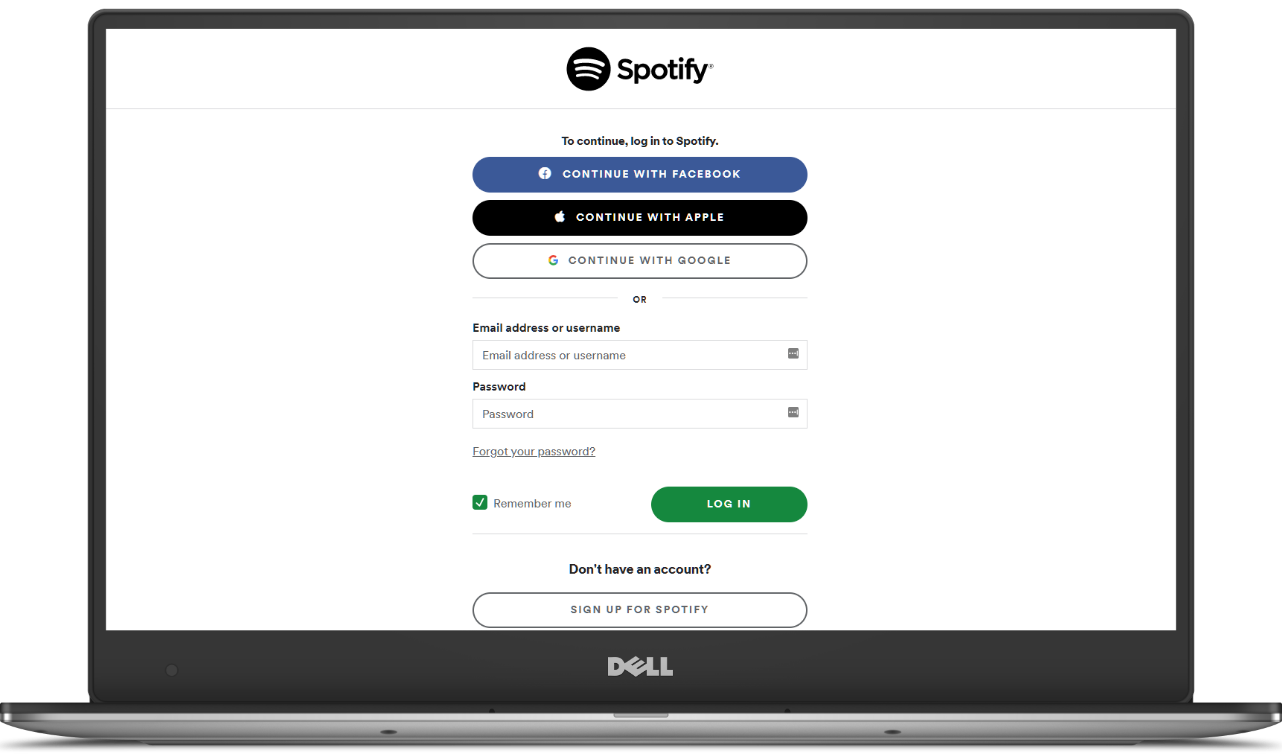 Spotify®
To continue, log in to Spotify.
CONTINUE WITH FACEBOOK
CONTINUE WITH APPLE
CONTINUE WITH GOOGLE
OR
Email address or username
Email address or username
Password
Password
Forgot your password?
Remember me
LOG IN
Don't have an account?
SIGN UP FOR SPOTIFY
DELL